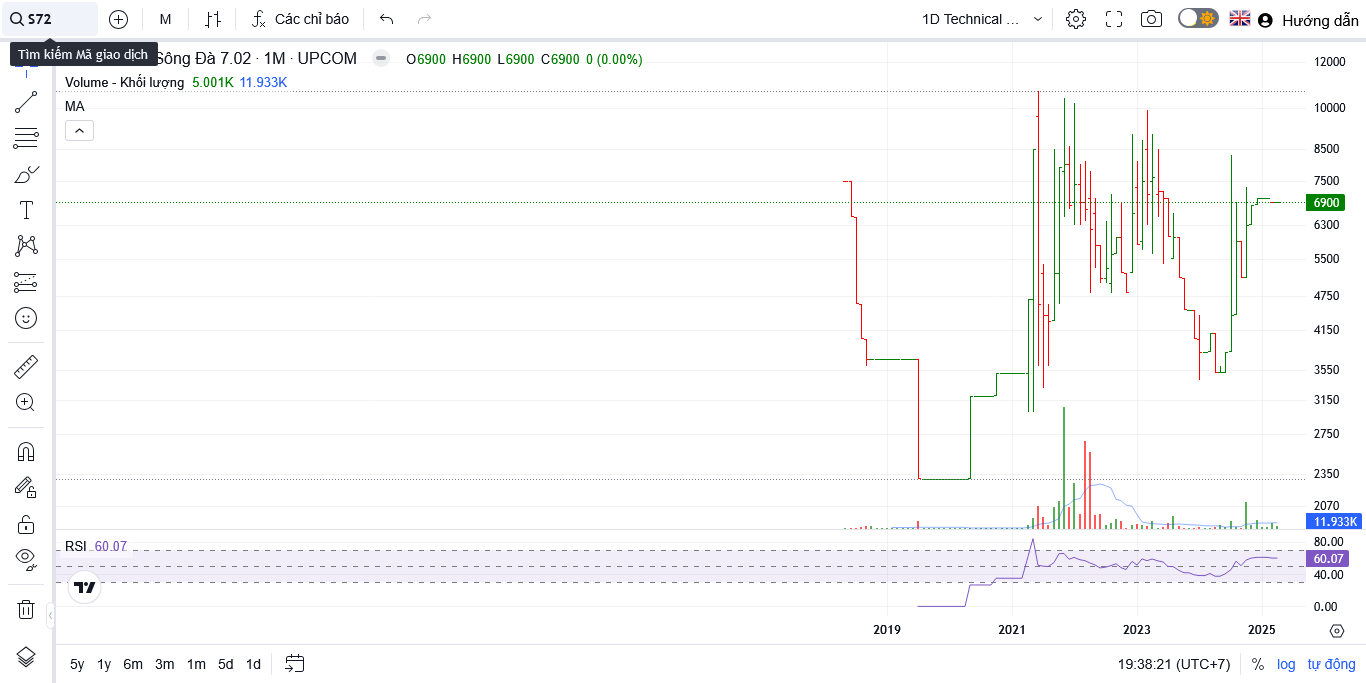 S72 M Các chỉ báo 1D Technical ... Hướng dẫn
Tìm kiếm Mã giao dịch
Sông Đà 7.02 · 1M · UPCOM O6900 H6900 L6900 C6900 0 (0.00%)
Volume - Khối lượng 5.001K 11.933K
MA
12000
10000
8500
7500
6900
6300
5500
4750
4150
3550
3150
2750
2350
2070
11.933K
RSI 60.07
80.00
60.07
40.00
0.00
2019 2021 2023 2025
5y 1y 6m 3m 1m 5d 1d 19:38:21 (UTC+7) % log tự động